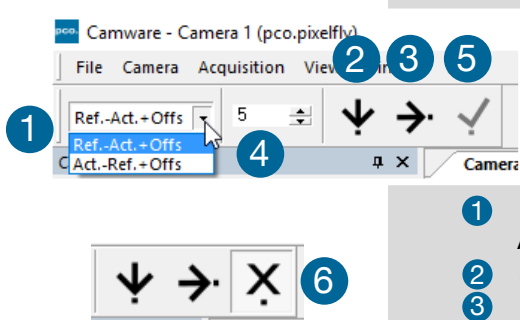 pco. Camware - Camera 1 (pco.pixelfly)
File Camera Acquisition
2 3 5
1
Ref.-Act.+Offs 5
Ref.-Act.+Offs
Act.-Ref.+Offs
4
Camera
1
2
3
6